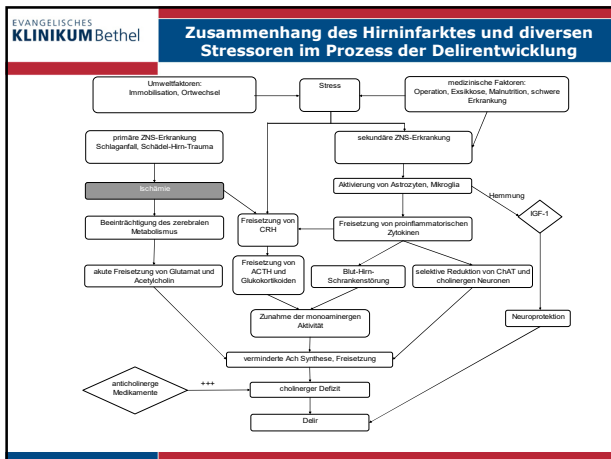 EVANGELISCHES
KLINIKUM Bethel
Zusammenhang des Hirninfarktes und diversen
Stressoren im Prozess der Delirentwicklung
Umweltfaktoren:
Immobilisation, Ortwechsel
Stress
medizinische Faktoren:
Operation, Exsikkose, Malnutrition, schwere
Erkrankung
primäre ZNS-Erkrankung
Schlaganfall, Schädel-Hirn-Trauma
sekundäre ZNS-Erkrankung
Ischämie
Aktivierung von Astrozyten, Mikroglia
Hemmung
IGF-1
Beeinträchtigung des zerebralen
Metabolismus
Freisetzung von
CRH
Freisetzung von proinflammatorischen
Zytokinen
akute Freisetzung von Glutamat und
Acetylcholin
Freisetzung von
ACTH und
Glukokortikoiden
Blut-Hirn-
Schrankenstörung
selektive Reduktion von ChAT und
cholinergen Neuronen
Zunahme der monoaminergen
Aktivität
Neuroprotektion
verminderte Ach Synthese, Freisetzung
anticholinerge
Medikamente
+++
cholinerger Defizit
Delir